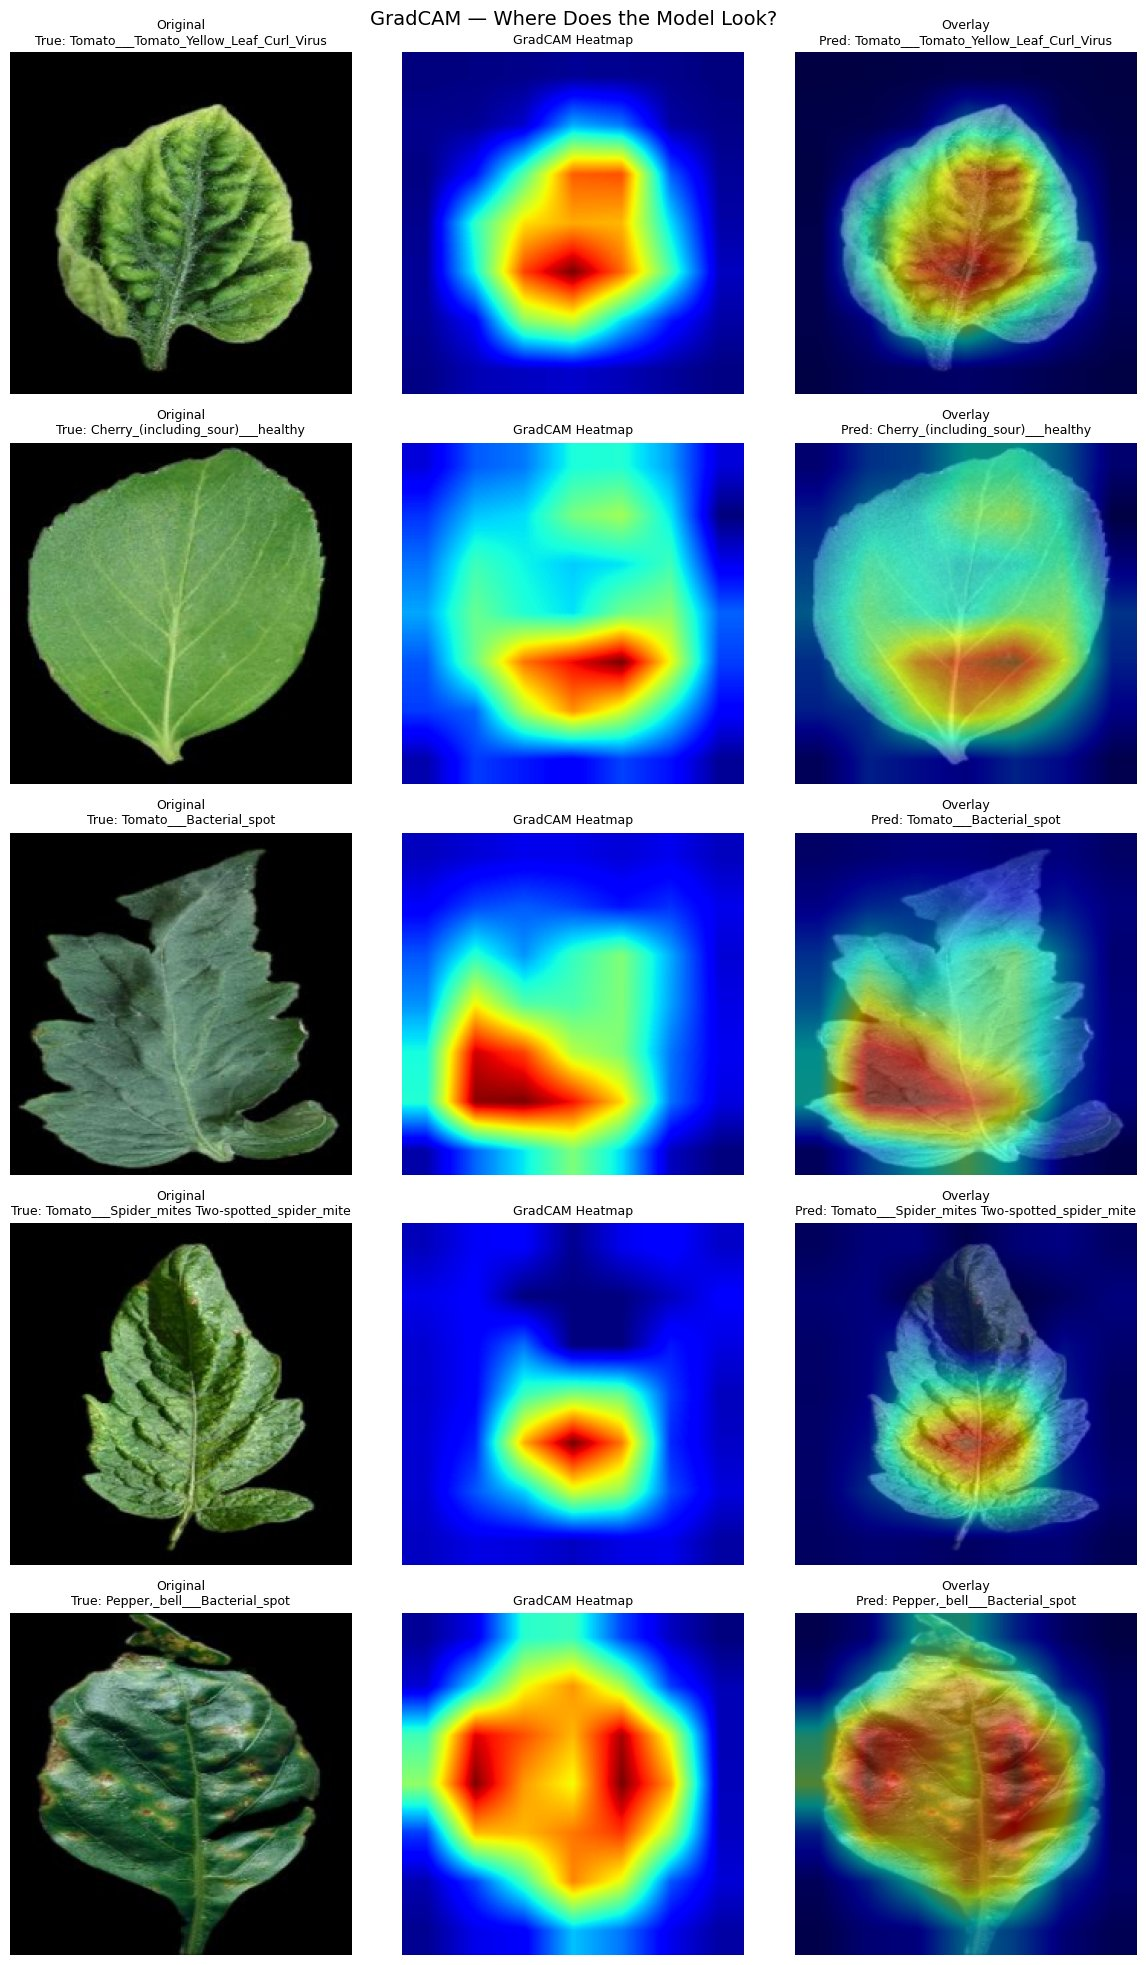 GradCAM — Where Does the Model Look?
Original
True: Tomato___Tomato_Yellow_Leaf_Curl_Virus
GradCAM Heatmap
Overlay
Pred: Tomato___Tomato_Yellow_Leaf_Curl_Virus
Original
True: Cherry_(including_sour)___healthy
GradCAM Heatmap
Overlay
Pred: Cherry_(including_sour)___healthy
Original
True: Tomato___Bacterial_spot
GradCAM Heatmap
Overlay
Pred: Tomato___Bacterial_spot
Original
True: Tomato___Spider_mites Two-spotted_spider_mite
GradCAM Heatmap
Overlay
Pred: Tomato___Spider_mites Two-spotted_spider_mite
Original
True: Pepper,_bell___Bacterial_spot
GradCAM Heatmap
Overlay
Pred: Pepper,_bell___Bacterial_spot